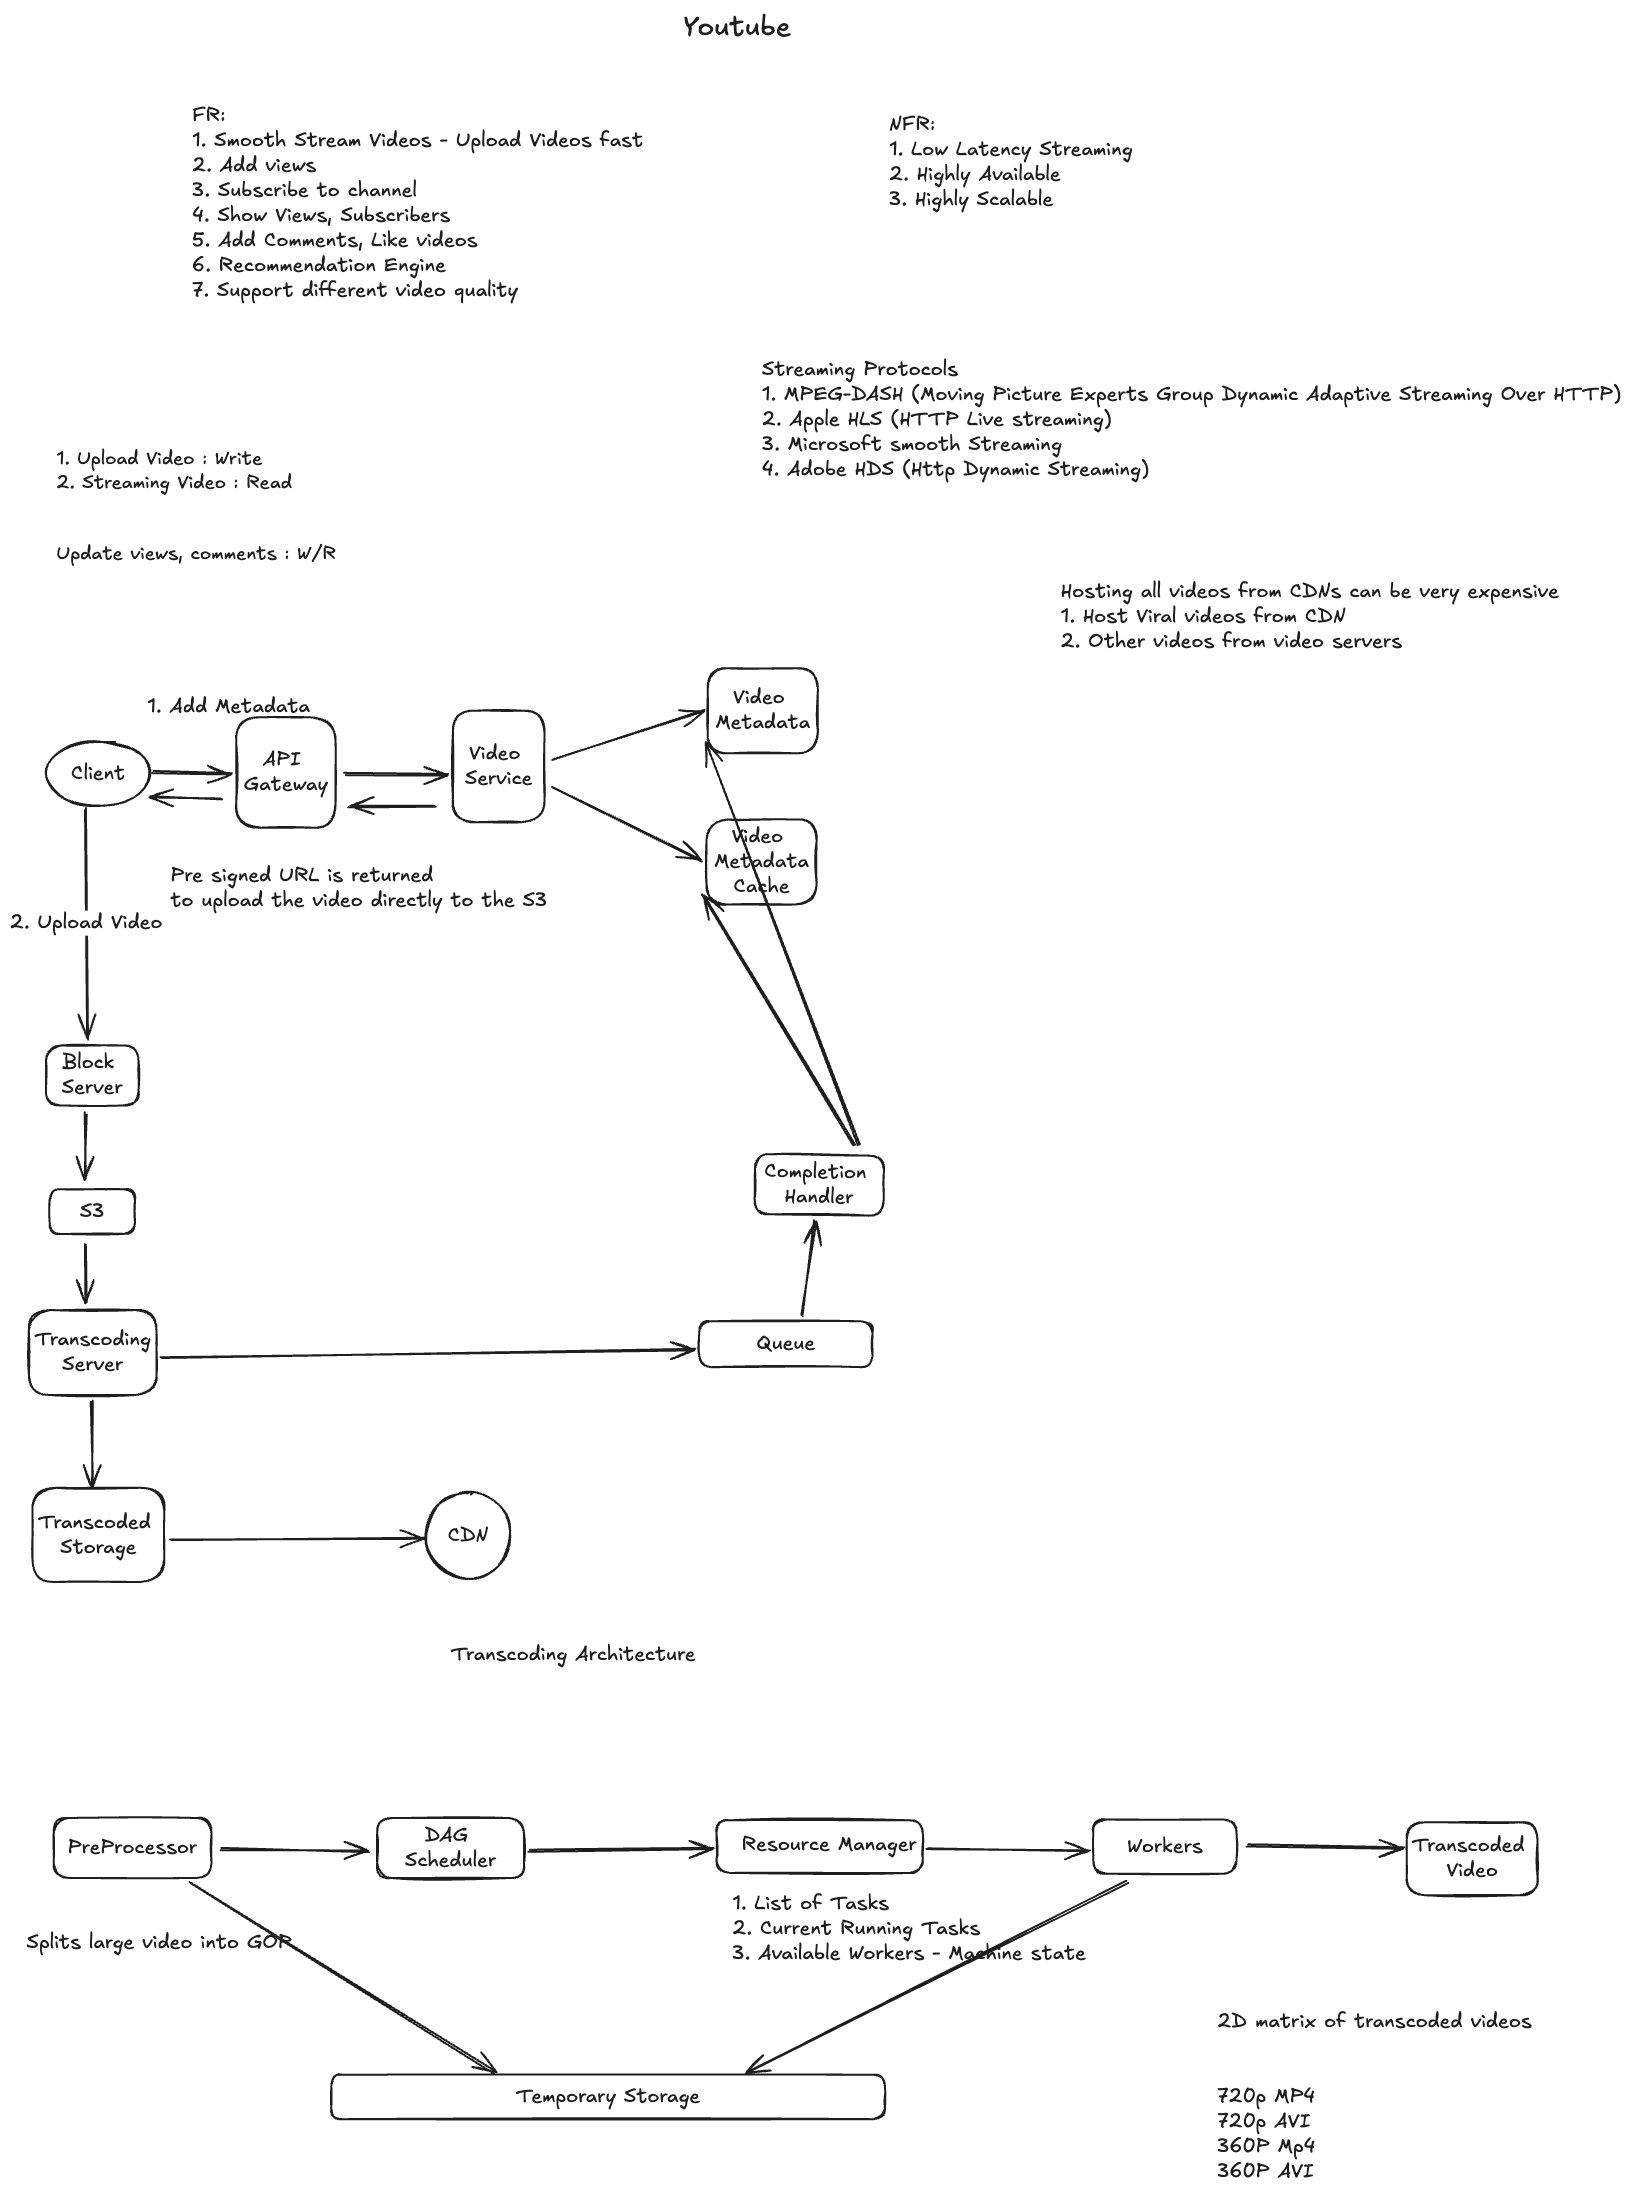 Youtube
FR:
1. Smooth Stream Videos - Upload Videos fast
2. Add views
3. Subscribe to channel
4. Show Views, Subscribers
5. Add Comments, Like videos
6. Recommendation Engine
7. Support different video quality
NFR:
1. Low Latency Streaming
2. Highly Available
3. Highly Scalable
Streaming Protocols
1. MPEG-DASH (Moving Picture Experts Group Dynamic Adaptive Streaming Over HTTP)
2. Apple HLS (HTTP Live streaming)
3. Microsoft smooth Streaming
4. Adobe HDS (Http Dynamic Streaming)
1. Upload Video : Write
2. Streaming Video : Read
Update views, comments : W/R
Hosting all videos from CDNs can be very expensive
1. Host Viral videos from CDN
2. Other videos from video servers
1. Add Metadata
Client
API
Gateway
Video
Service
Video
Metadata
Video
Metadata
Cache
Pre signed URL is returned
to upload the video directly to the S3
2. Upload Video
Block
Server
S3
Completion
Handler
Transcoding
Server
Queue
Transcoded
Storage
CDN
Transcoding Architecture
PreProcessor
DAG
Scheduler
Resource Manager
Workers
Transcoded
Video
1. List of Tasks
2. Current Running Tasks
3. Available Workers - Machine state
Splits large video into GOP
2D matrix of transcoded videos
Temporary Storage
720p MP4
720p AVI
360P Mp4
360P AVI